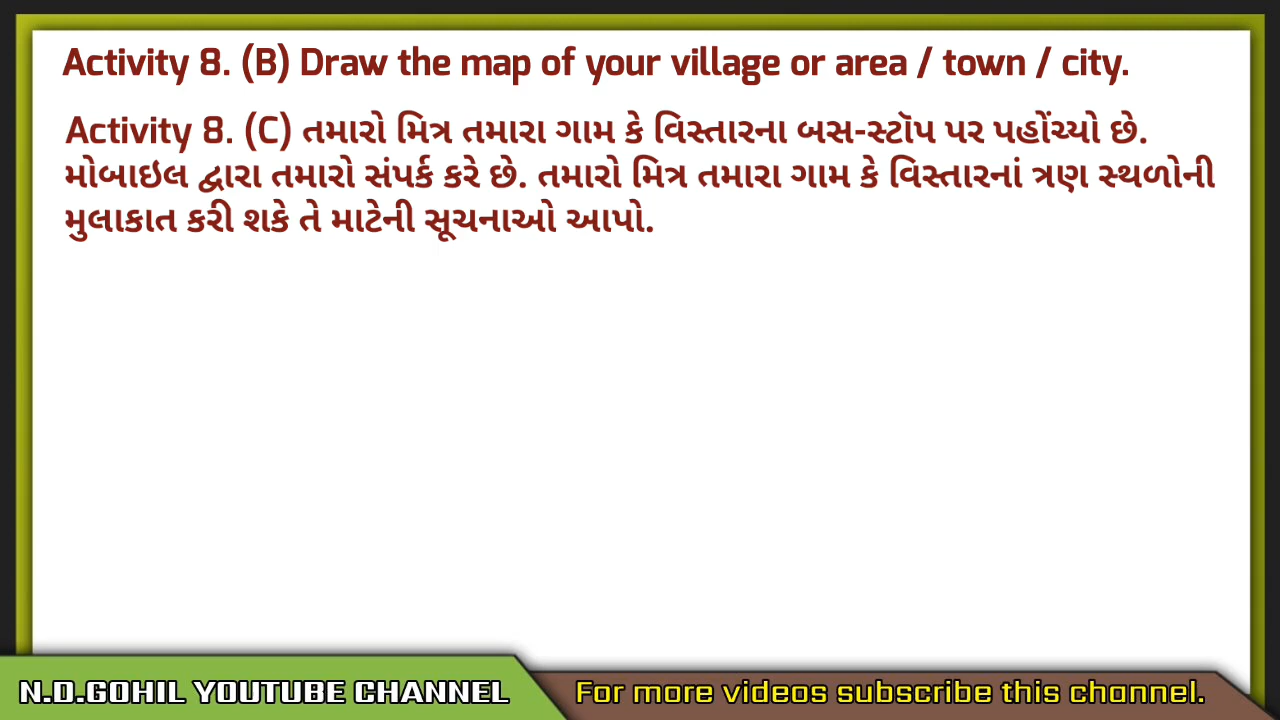 Activity 8. (B) Draw the map of your village or area / town / city.
Activity 8. (C) તમારો મિત્ર તમારા ગામ કે વિસ્તારના બસ-સ્ટૉપ પર પહોંચ્યો છે.
મોબાઇલ દ્વારા તમારો સંપર્ક કરે છે. તમારો મિત્ર તમારા ગામ કે વિસ્તારનાં ત્રણ સ્થળોની
મુલાકાત કરી શકે તે માટેની સૂચનાઓ આપો.
N.D.GOHIL YOUTUBE CHANNEL
For more videos subscribe this channel.